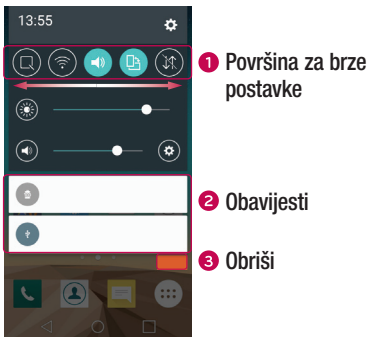 13:55
1 Površina za brze
postavke
2 Obavijesti
3 Obriši